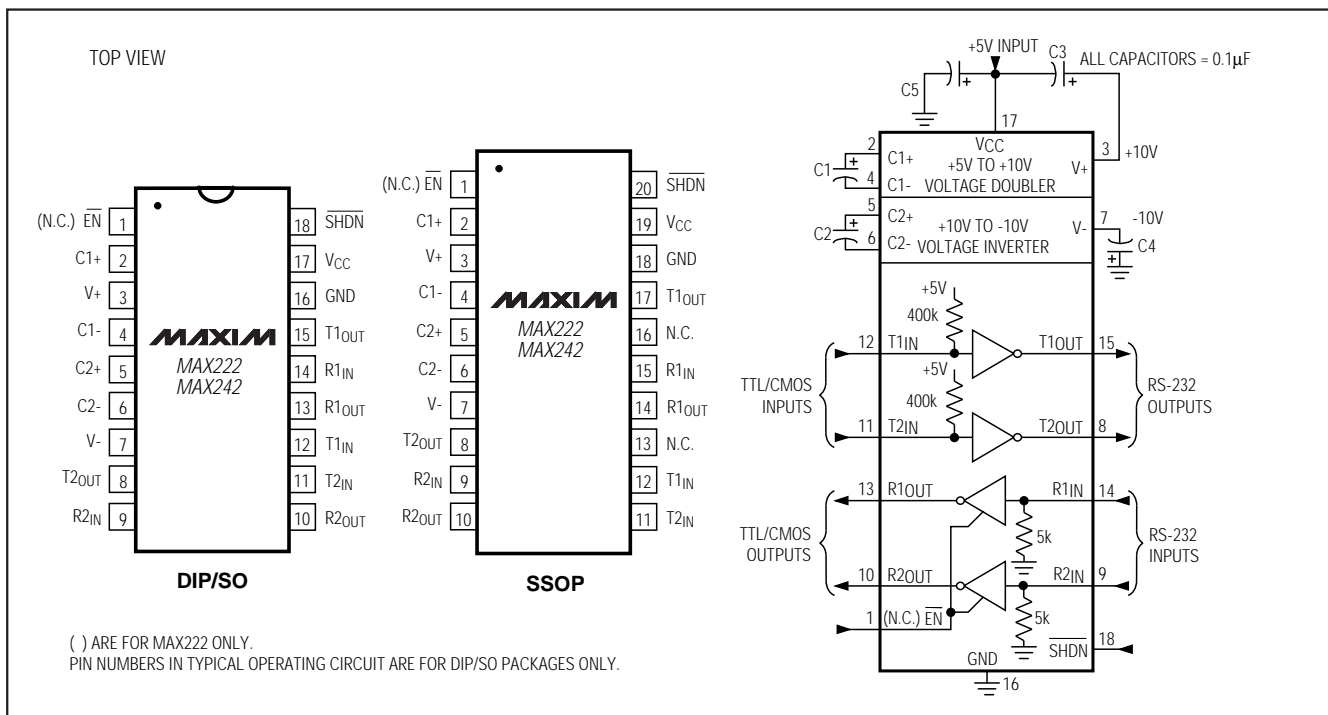 TOP VIEW
(N.C.) EN 1
C1+ 2
V+ 3
C1- 4
C2+ 5
C2- 6
V- 7
T2OUT 8
R2IN 9
18 SHDN
17 VCC
16 GND
15 T1OUT
14 R1IN
13 R1OUT
12 T1IN
11 T2IN
10 R2OUT
MAXIM
MAX222
MAX242
DIP/SO
(N.C.) EN 1
C1+ 2
V+ 3
C1- 4
C2+ 5
C2- 6
V- 7
T2OUT 8
R2IN 9
R2OUT 10
20 SHDN
19 VCC
18 GND
17 T1OUT
16 N.C.
15 R1IN
14 R1OUT
13 N.C.
12 T1IN
11 T2IN
MAXIM
MAX222
MAX242
SSOP
( ) ARE FOR MAX222 ONLY.
PIN NUMBERS IN TYPICAL OPERATING CIRCUIT ARE FOR DIP/SO PACKAGES ONLY.
+5V INPUT
C3
ALL CAPACITORS = 0.1μF
C5
+
+
17
VCC
+5V TO +10V
VOLTAGE DOUBLER
2
C1+
C1
+
4
C1-
3
V+
+10V
5
C2+
C2
+
6
C2-
+10V TO -10V
VOLTAGE INVERTER
7
V-
-10V
C4
+
+5V
400k
12 T1IN
T1OUT 15
+5V
400k
11 T2IN
T2OUT 8
TTL/CMOS
INPUTS
RS-232
OUTPUTS
13 R1OUT
R1IN 14
5k
10 R2OUT
R2IN 9
5k
TTL/CMOS
OUTPUTS
RS-232
INPUTS
1 (N.C.) EN
SHDN 18
GND
16